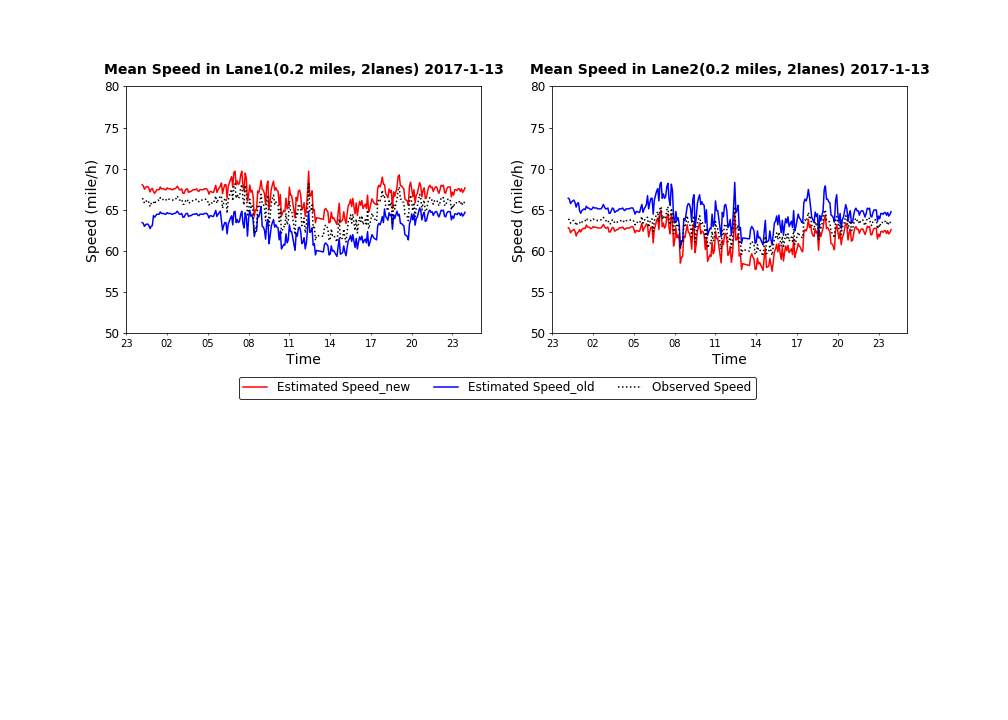 Mean Speed in Lane1(0.2 miles, 2lanes) 2017-1-13
80
75
70
65
60
55
50
Speed (mile/h)
23 02 05 08 11 14 17 20 23
Time
Mean Speed in Lane2(0.2 miles, 2lanes) 2017-1-13
80
75
70
65
60
55
50
Speed (mile/h)
23 02 05 08 11 14 17 20 23
Time
Estimated Speed_new Estimated Speed_old Observed Speed